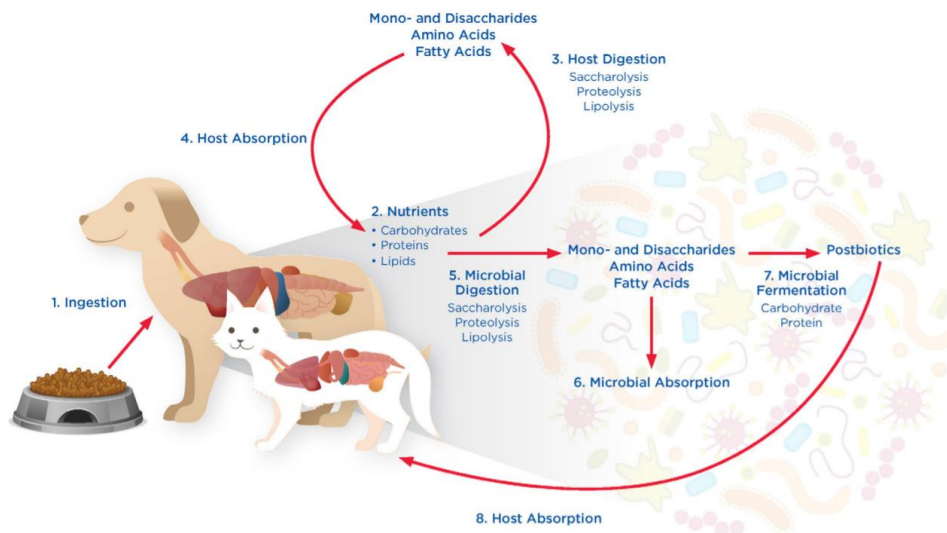 Mono- and Disaccharides
Amino Acids
Fatty Acids
3. Host Digestion
Saccharolysis
Proteolysis
Lipolysis
4. Host Absorption
2. Nutrients
• Carbohydrates
• Proteins
• Lipids
1. Ingestion
5. Microbial
Digestion
Saccharolysis
Proteolysis
Lipolysis
Mono- and Disaccharides
Amino Acids
Fatty Acids
Postbiotics
7. Microbial
Fermentation
Carbohydrate
Protein
6. Microbial Absorption
8. Host Absorption